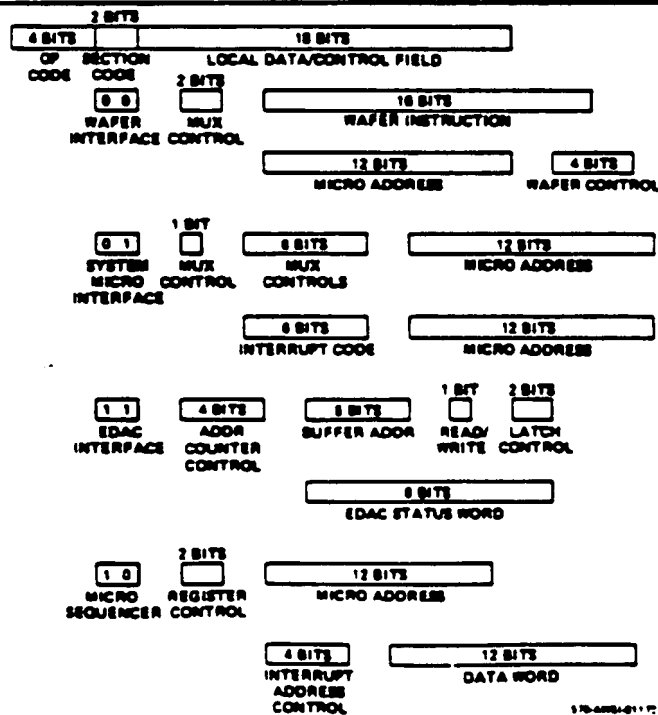 2 BITS
4 BITS 18 BITS
OP SECTION LOCAL DATA/CONTROL FIELD
CODE CODE
2 BITS
0 0 16 BITS
WAFER MUX WAFER INSTRUCTION
INTERFACE CONTROL
12 BITS 4 BITS
MICRO ADDRESS WAFER CONTROL
1 BIT
0 1 6 BITS 12 BITS
SYSTEM MUX MUX MICRO ADDRESS
MICRO CONTROL CONTROLS
INTERFACE
6 BITS 12 BITS
INTERRUPT CODE MICRO ADDRESS
1 BIT 2 BITS
1 1 4 BITS BITS
EDAC ADDR BUFFER ADDR READ/ LATCH
INTERFACE COUNTER WRITE CONTROL
CONTROL
BITS
EDAC STATUS WORD
2 BITS
1 0 12 BITS
MICRO REGISTER MICRO ADDRESS
SEQUENCER CONTROL
4 BITS 12 BITS
INTERRUPT DATA WORD
ADDRESS
CONTROL